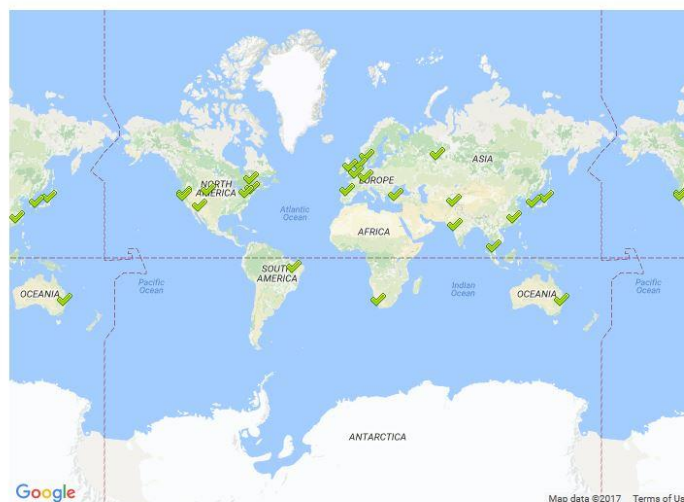 ASIA
NORTH
AMERICA
EUROPE
Atlantic
Ocean
AFRICA
Pacific
Ocean
SOUTH
AMERICA
OCEANIA
Indian
Ocean
OCEANIA
Pacific
Ocean
ANTARCTICA
Google
Map data ©2017 Terms of Us